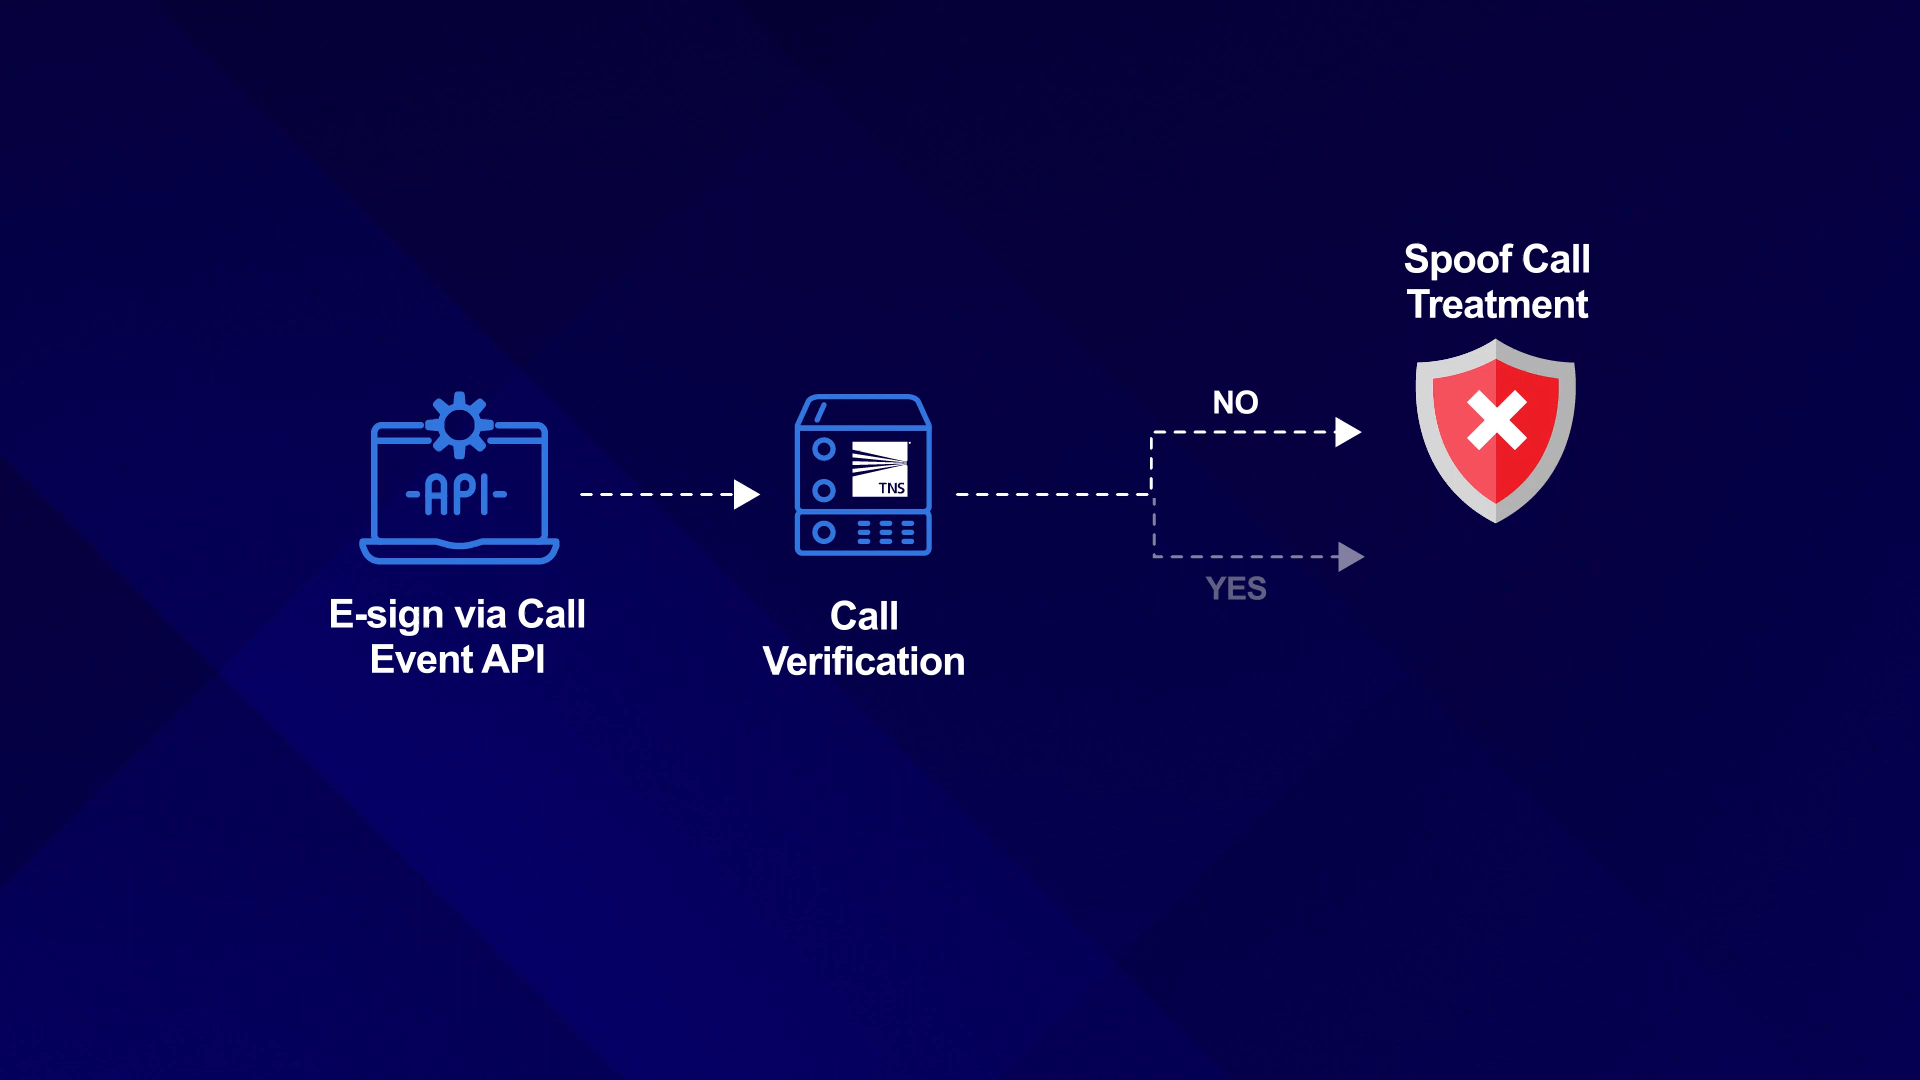 Spoof Call
Treatment
NO
-API-
TNS
YES
E-sign via Call
Event API
Call
Verification